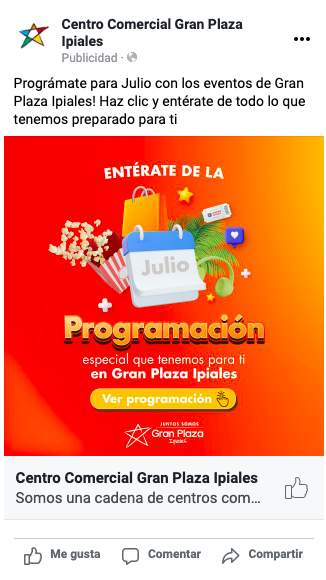 Centro Comercial Gran Plaza
Ipiales
Publicidad ·
Prográmate para Julio con los eventos de Gran
Plaza Ipiales! Haz clic y entérate de todo lo que
tenemos preparado para ti
ENTÉRATE DE LA
Julio
Programación
especial que tenemos para ti
en Gran Plaza Ipiales
Ver programación
JUNTOS SOMOS
Gran Plaza
Ipiales
Centro Comercial Gran Plaza Ipiales
Somos una cadena de centros com...
Me gusta
Comentar
Compartir